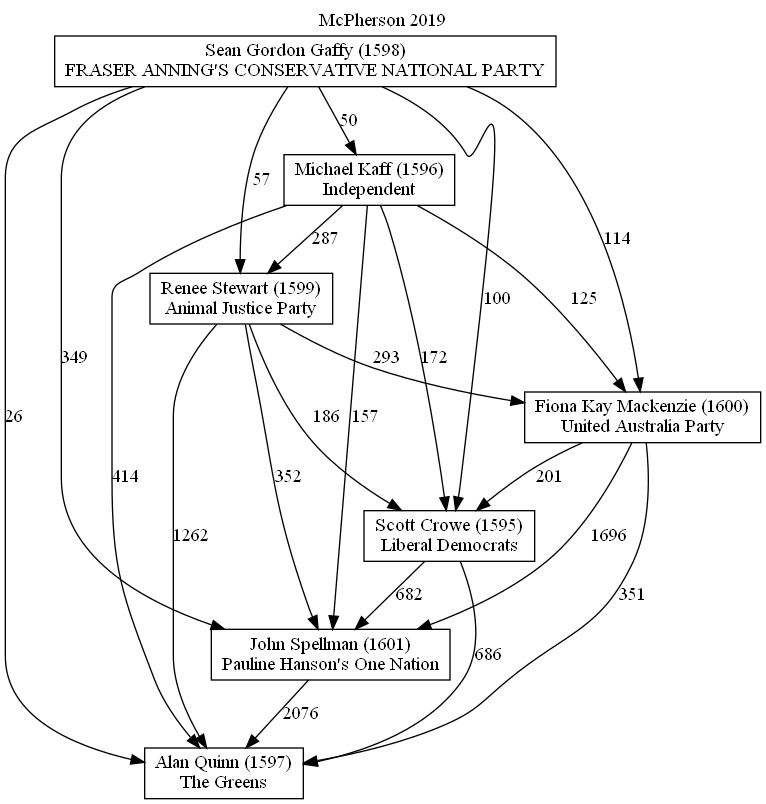 McPherson 2019
Sean Gordon Gaffy (1598)
FRASER ANNING'S CONSERVATIVE NATIONAL PARTY
50
Michael Kaff (1596)
Independent
57
114
287
Renee Stewart (1599)
Animal Justice Party
100
125
349
293
172
26
186
157
Fiona Kay Mackenzie (1600)
United Australia Party
414
352
201
1262
Scott Crowe (1595)
Liberal Democrats
1696
682
351
John Spellman (1601)
Pauline Hanson's One Nation
686
2076
Alan Quinn (1597)
The Greens